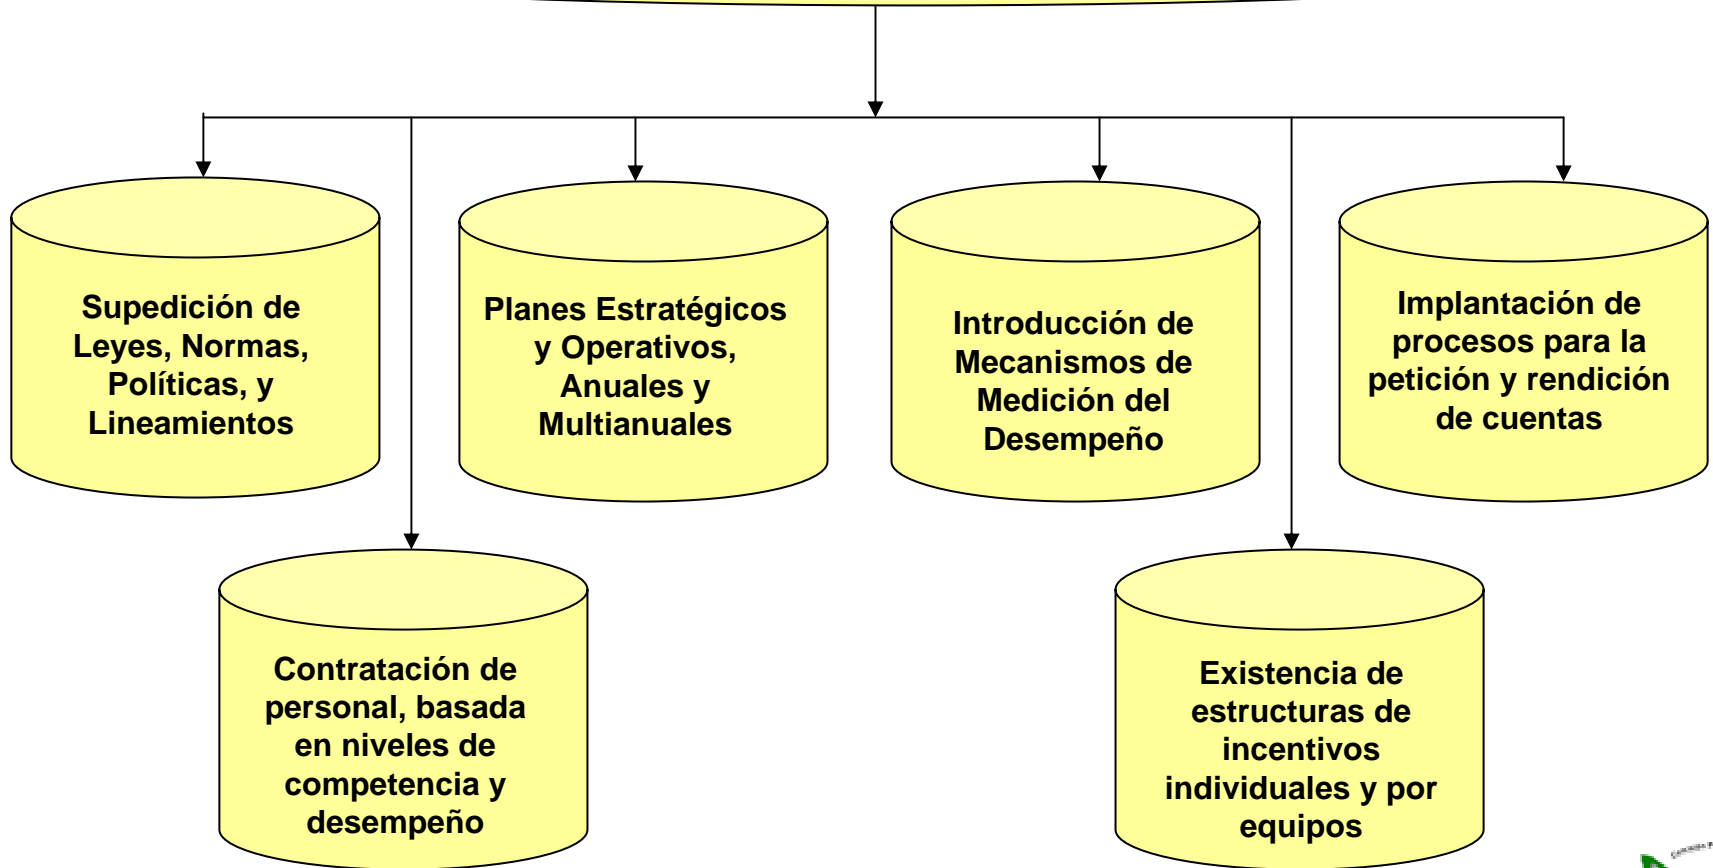 Supedición de
Leyes, Normas,
Políticas, y
Lineamientos
Planes Estratégicos
y Operativos,
Anuales y
Multianuales
Introducción de
Mecanismos de
Medición del
Desempeño
Implantación de
procesos para la
petición y rendición
de cuentas
Contratación de
personal, basada
en niveles de
competencia y
desempeño
Existencia de
estructuras de
incentivos
individuales y por
equipos